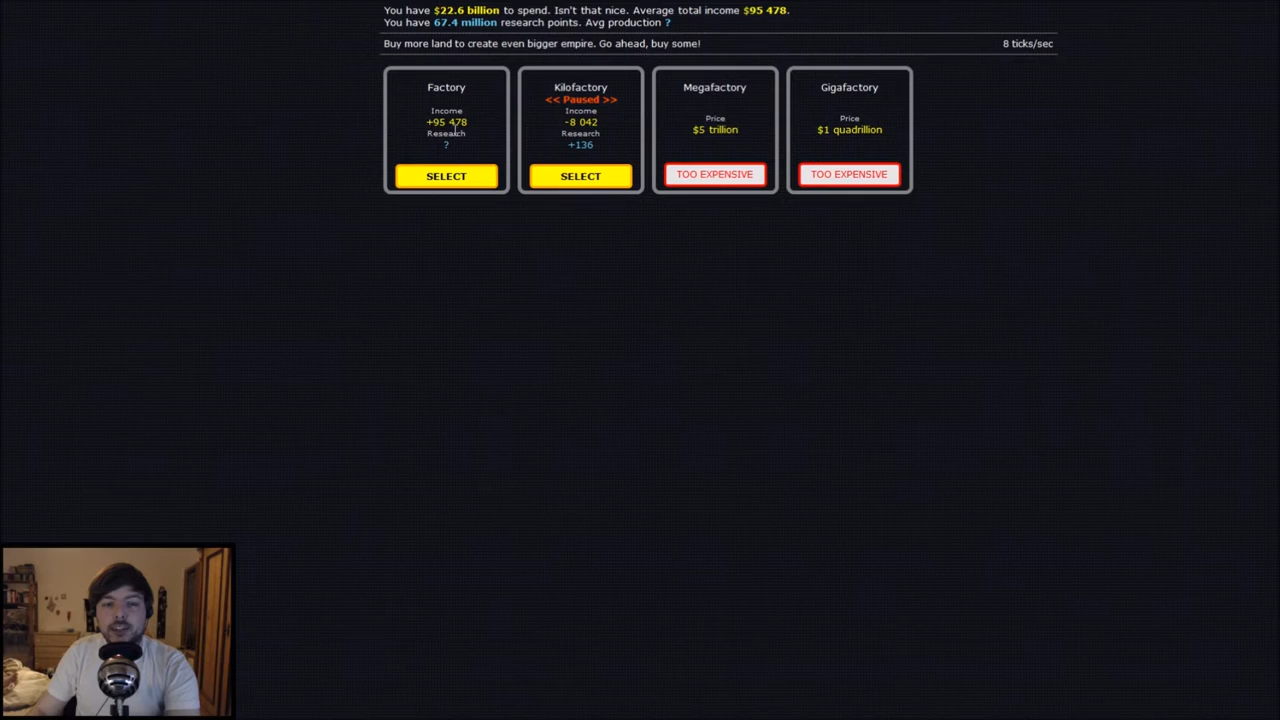 You have $22.6 billion to spend. Isn't that nice. Average total income $95 478.
You have 67.4 million research points. Avg production ?
Buy more land to create even bigger empire. Go ahead, buy some!
8 ticks/sec
Factory
Income
+95 478
Research
?
SELECT
Kilofactory
<< Paused >>
Income
-8 042
Research
+136
SELECT
Megafactory
Price
$5 trillion
TOO EXPENSIVE
Gigafactory
Price
$1 quadrillion
TOO EXPENSIVE